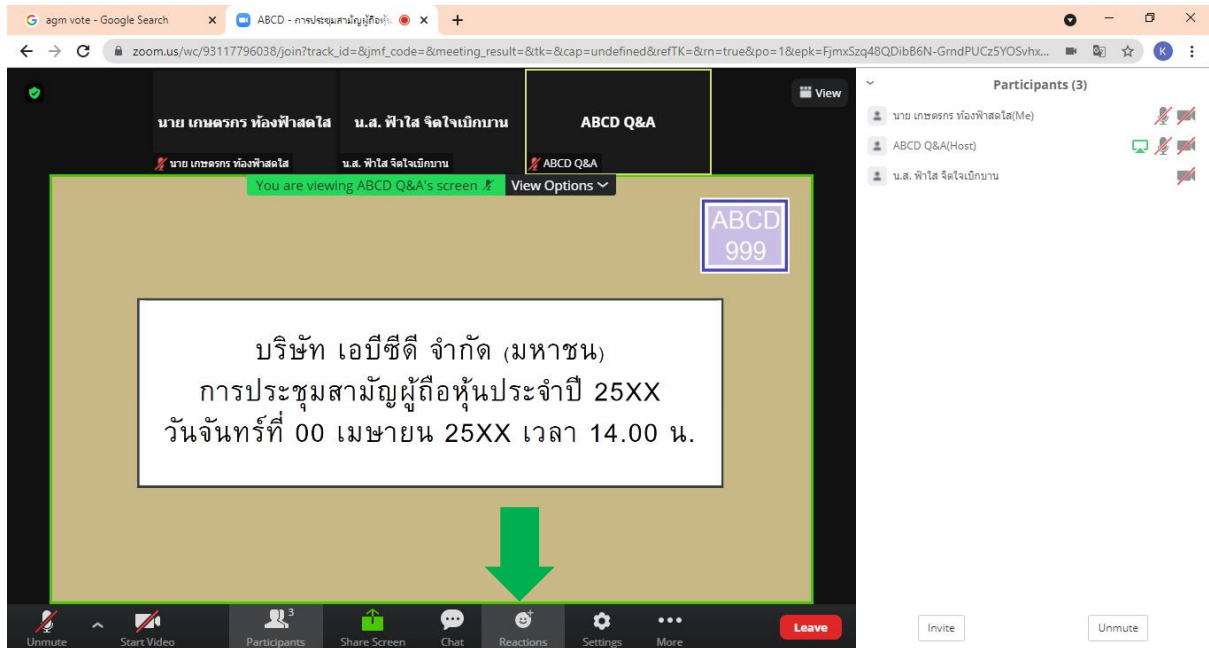 agm vote - Google Search
ABCD - การประชุมสามัญผู้ถือหุ้
zoom.us/wc/93117796038/join?track_id=&jmf_code=&meeting_result=&tk=&cap=undefined&refTK=&rn=true&po=1&epk=FjmxSzq48QDibB6N-GrndPUCz5YOSvhx...
K
นาย เกษตรกร ท้องฟ้าสดใส
น.ส. ฟ้าใส จิตใจเบิกบาน
ABCD Q&A
View
นาย เกษตรกร ท้องฟ้าสดใส
น.ส. ฟ้าใส จิตใจเบิกบาน
ABCD Q&A
You are viewing ABCD Q&A's screen
View Options
ABCD
999
บริษัท เอบีซีดี จำกัด (มหาชน)
การประชุมสามัญผู้ถือหุ้นประจำปี 25XX
วันจันทร์ที่ 00 เมษายน 25XX เวลา 14.00 น.
Unmute
Start Video
Participants
3
Share Screen
Chat
Reactions
Settings
More
Leave
Participants (3)
นาย เกษตรกร ท้องฟ้าสดใส(Me)
ABCD Q&A(Host)
น.ส. ฟ้าใส จิตใจเบิกบาน
Invite
Unmute